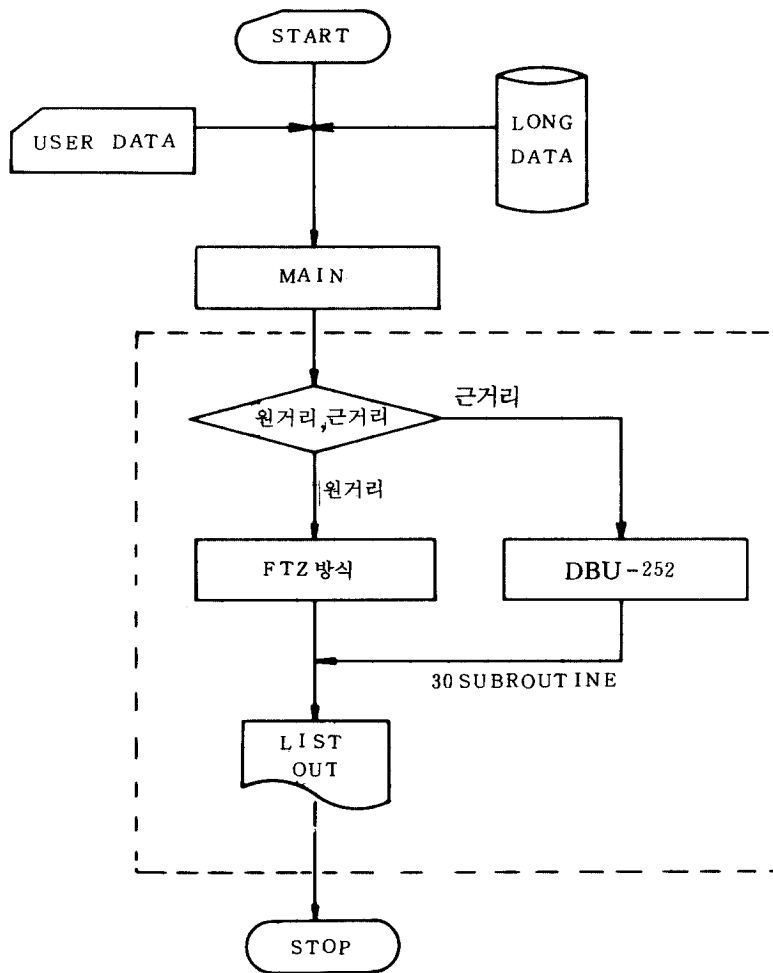 START
USER DATA
LONG
DATA
MAIN
원거리,근거리
근거리
원거리
FTZ 방식
DBU-252
30 SUBROUTINE
LIST
OUT
STOP